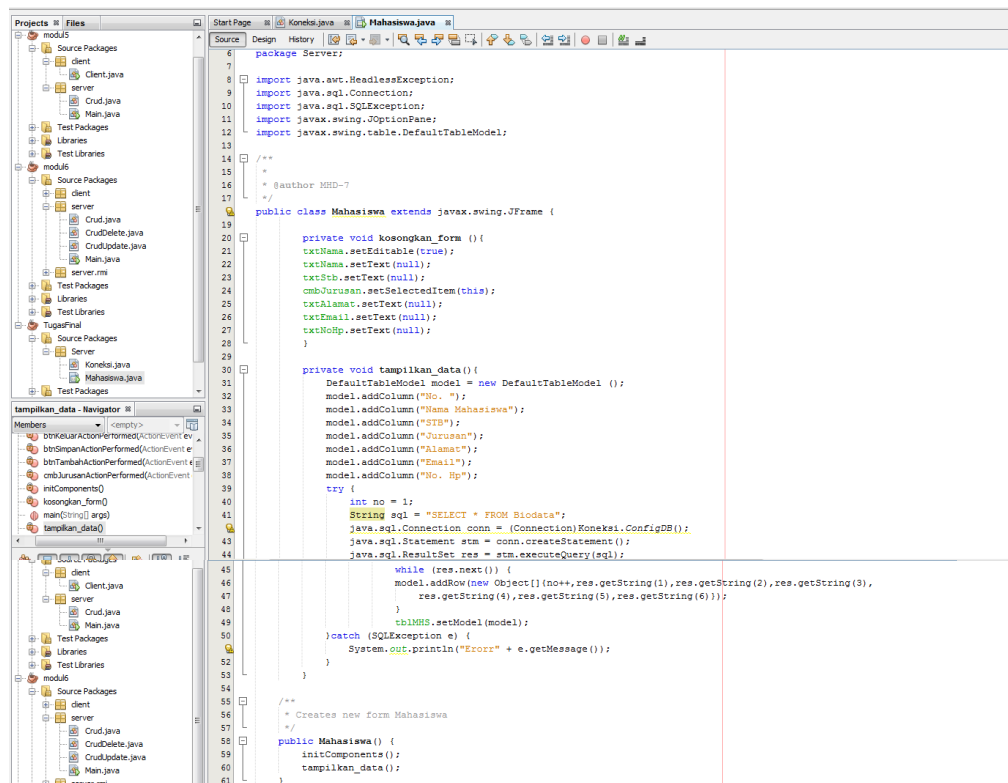 Projects Files
modul5
Source Packages
client
Client.java
server
Crud.java
Main.java
Test Packages
Libraries
Test Libraries
modul6
Source Packages
client
server
Crud.java
CrudDelete.java
CrudUpdate.java
Main.java
server.rmi
Test Packages
Libraries
Test Libraries
TugasFinal
Source Packages
Server
Koneksi.java
Mahasiswa.java
Test Packages
tampilkan_data - Navigator
Members <empty>
btnKeluarActionPerformed(ActionEvent ev
btnSimpanActionPerformed(ActionEvent e
btnTambahActionPerformed(ActionEvent e
cmbJurusanActionPerformed(ActionEvent
initComponents()
kosongkan_form()
main(String[] args)
tampilkan_data()
Source Packages
client
Client.java
server
Crud.java
Main.java
Test Packages
Libraries
Test Libraries
modul6
Source Packages
client
server
Crud.java
CrudDelete.java
CrudUpdate.java
Main.java
server.rmi
Start Page Koneksi.java Mahasiswa.java
Source Design History
6 package Server;
7
8 import java.awt.HeadlessException;
9 import java.sql.Connection;
10 import java.sql.SQLException;
11 import javax.swing.JOptionPane;
12 import javax.swing.table.DefaultTableModel;
13
14 /**
15 *
16 * @author MHD-7
17 */
public class Mahasiswa extends javax.swing.JFrame {
19
20 private void kosongkan_form (){
21 txtNama.setEditable(true);
22 txtNama.setText(null);
23 txtStb.setText(null);
24 cmbJurusan.setSelectedItem(this);
25 txtAlamat.setText(null);
26 txtEmail.setText(null);
27 txtNoHp.setText(null);
28 }
29
30 private void tampilkan_data(){
31 DefaultTableModel model = new DefaultTableModel ();
32 model.addColumn("No. ");
33 model.addColumn("Nama Mahasiswa");
34 model.addColumn("STB");
35 model.addColumn("Jurusan");
36 model.addColumn("Alamat");
37 model.addColumn("Email");
38 model.addColumn("No. Hp");
39 try {
40 int no = 1;
41 String sql = "SELECT * FROM Biodata";
java.sql.Connection conn = (Connection)Koneksi.ConfigDB();
43 java.sql.Statement stm = conn.createStatement();
44 java.sql.ResultSet res = stm.executeQuery(sql);
45 while (res.next()) {
46 model.addRow(new Object[]{no++,res.getString(1),res.getString(2),res.getString(3),
47 res.getString(4),res.getString(5),res.getString(6)});
48 }
49 tblMHS.setModel(model);
50 }catch (SQLException e) {
System.out.println("Erorr" + e.getMessage());
52 }
53 }
54
55 /**
56 * Creates new form Mahasiswa
57 */
58 public Mahasiswa() {
59 initComponents();
60 tampilkan_data();
61 }